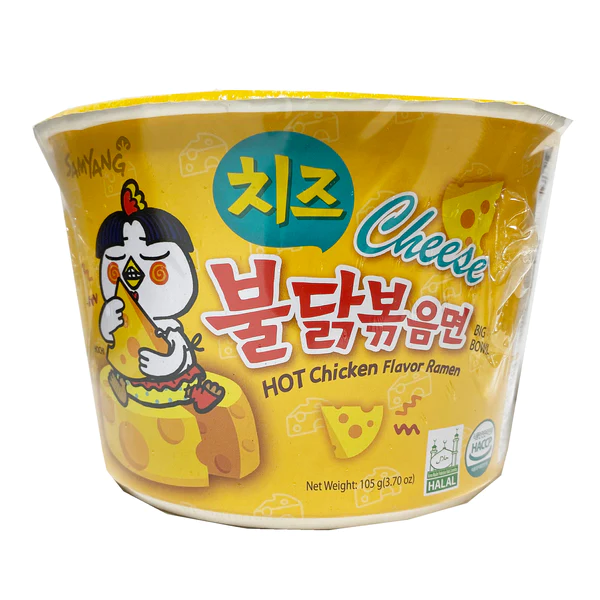 SAMYANG
치즈
Cheese
불닭볶음면
BIG
BOWL
HOT Chicken Flavor Ramen
Net Weight: 105 g(3.70 oz)
HALAL
HACCP